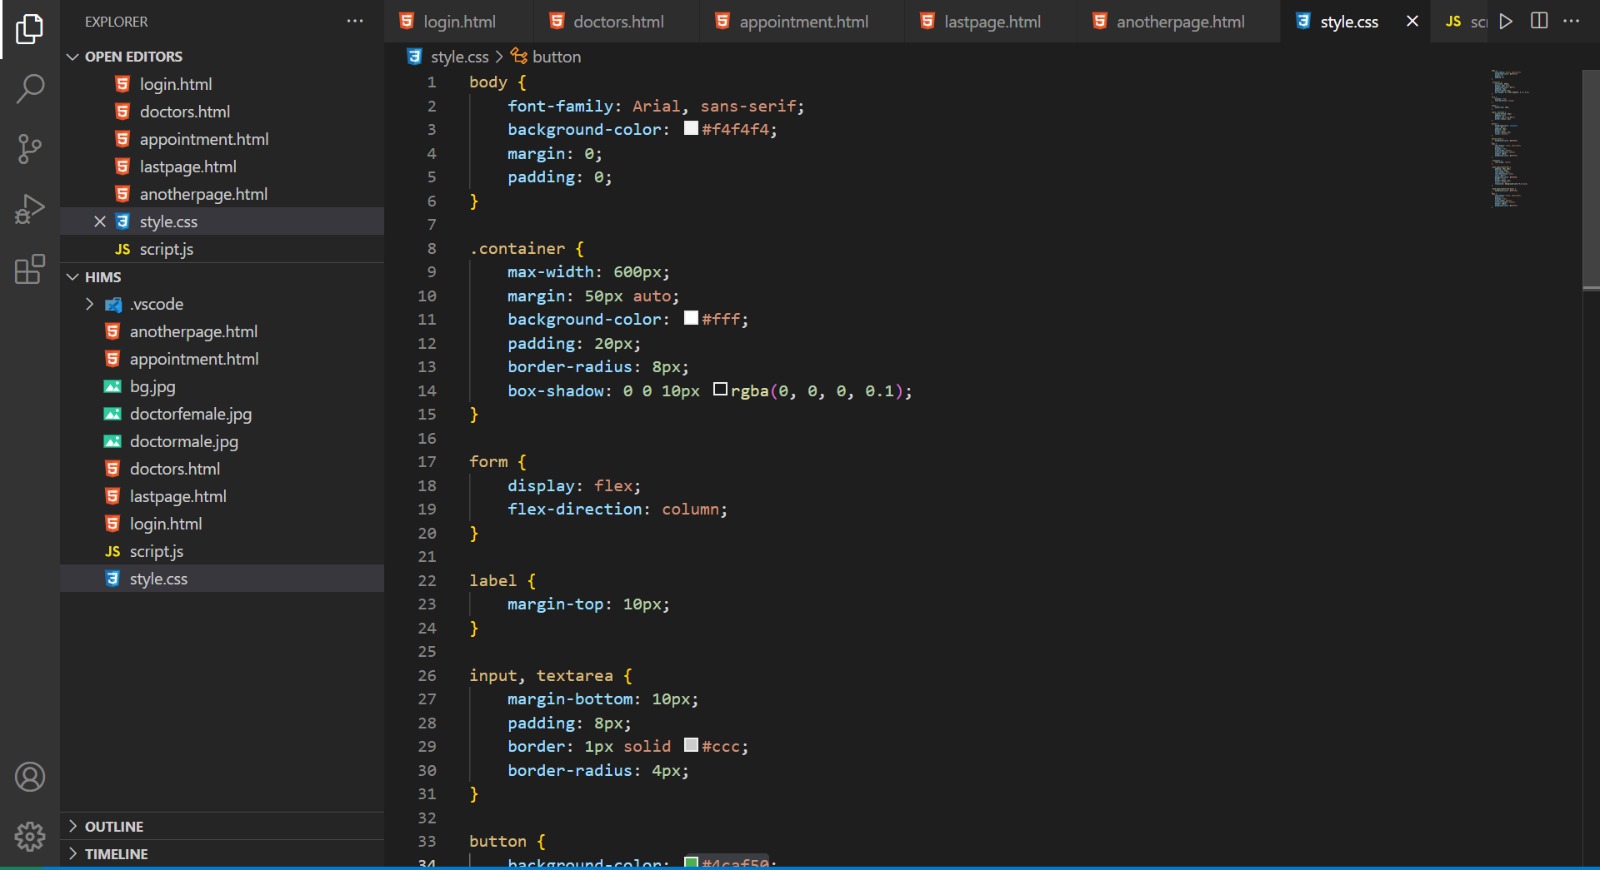 EXPLORER
OPEN EDITORS
login.html
doctors.html
appointment.html
lastpage.html
anotherpage.html
style.css
JS script.js
HIMS
.vscode
anotherpage.html
appointment.html
bg.jpg
doctorfemale.jpg
doctormale.jpg
doctors.html
lastpage.html
login.html
JS script.js
style.css
OUTLINE
TIMELINE
login.html doctors.html appointment.html lastpage.html anotherpage.html style.css JS
style.css > button
1 body {
2 font-family: Arial, sans-serif;
3 background-color: #f4f4f4;
4 margin: 0;
5 padding: 0;
6 }
7
8 .container {
9 max-width: 600px;
10 margin: 50px auto;
11 background-color: #fff;
12 padding: 20px;
13 border-radius: 8px;
14 box-shadow: 0 0 10px rgba(0, 0, 0, 0.1);
15 }
16
17 form {
18 display: flex;
19 flex-direction: column;
20 }
21
22 label {
23 margin-top: 10px;
24 }
25
26 input, textarea {
27 margin-bottom: 10px;
28 padding: 8px;
29 border: 1px solid #ccc;
30 border-radius: 4px;
31 }
32
33 button {
34 background-color: #4caf50;